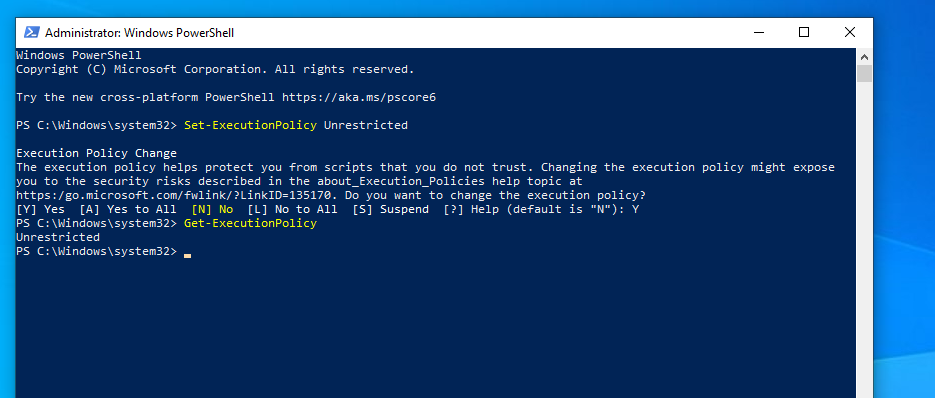 Administrator: Windows PowerShell
Windows PowerShell
Copyright (C) Microsoft Corporation. All rights reserved.
Try the new cross-platform PowerShell https://aka.ms/pscore6
PS C:\Windows\system32> Set-ExecutionPolicy Unrestricted
Execution Policy Change
The execution policy helps protect you from scripts that you do not trust. Changing the execution policy might expose
you to the security risks described in the about_Execution_Policies help topic at
https:/go.microsoft.com/fwlink/?LinkID=135170. Do you want to change the execution policy?
[Y] Yes  [A] Yes to All  [N] No  [L] No to All  [S] Suspend  [?] Help (default is "N"): Y
PS C:\Windows\system32> Get-ExecutionPolicy
Unrestricted
PS C:\Windows\system32>